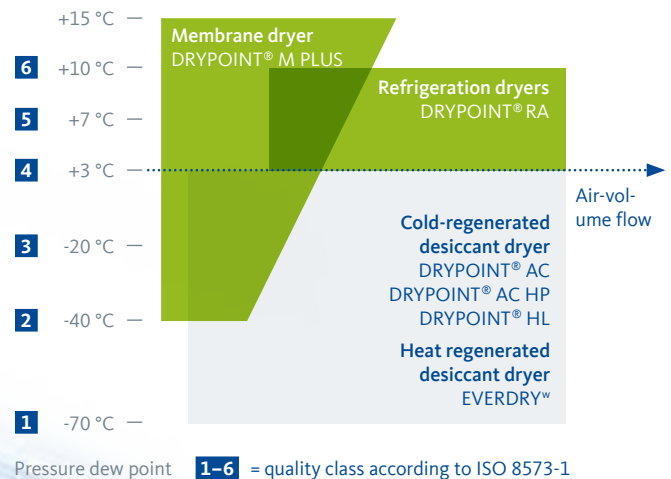 +15 °C
Membrane dryer
DRYPOINT® M PLUS
6 +10 °C
Refrigeration dryers
DRYPOINT® RA
5 +7 °C
4 +3 °C
Air-vol-
ume flow
3 -20 °C
Cold-regenerated
desiccant dryer
DRYPOINT® AC
DRYPOINT® AC HP
DRYPOINT® HL
2 -40 °C
Heat regenerated
desiccant dryer
EVERDRYʷ
1 -70 °C
Pressure dew point 1–6 = quality class according to ISO 8573-1